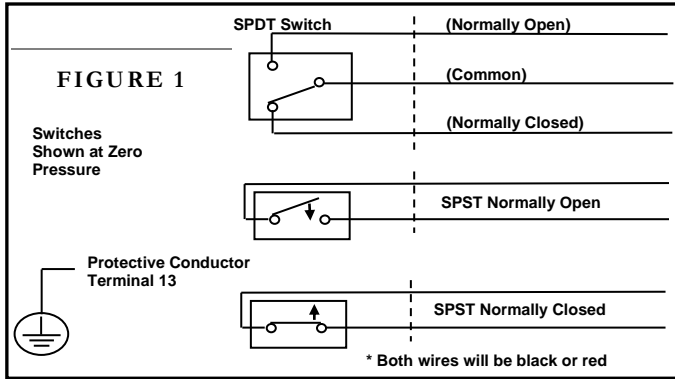 SPDT Switch
(Normally Open)
FIGURE 1
(Common)
(Normally Closed)
Switches
Shown at Zero
Pressure
SPST Normally Open
Protective Conductor
Terminal 13
SPST Normally Closed
* Both wires will be black or red